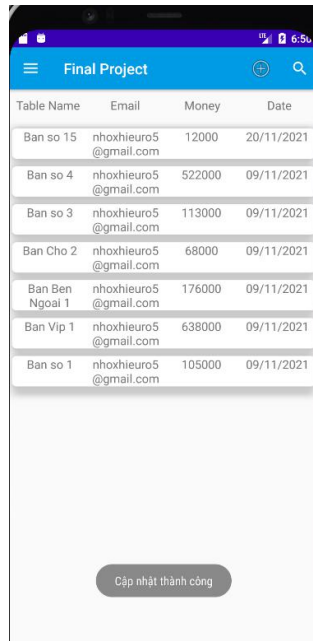 LTE 6:50
Final Project
Table Name Email Money Date
Ban so 15 nhoxhieuro5 12000 20/11/2021
@gmail.com
Ban so 4 nhoxhieuro5 522000 09/11/2021
@gmail.com
Ban so 3 nhoxhieuro5 113000 09/11/2021
@gmail.com
Ban Cho 2 nhoxhieuro5 68000 09/11/2021
@gmail.com
Ban Ben nhoxhieuro5 176000 09/11/2021
Ngoai 1 @gmail.com
Ban Vip 1 nhoxhieuro5 638000 09/11/2021
@gmail.com
Ban so 1 nhoxhieuro5 105000 09/11/2021
@gmail.com
Cập nhật thành công